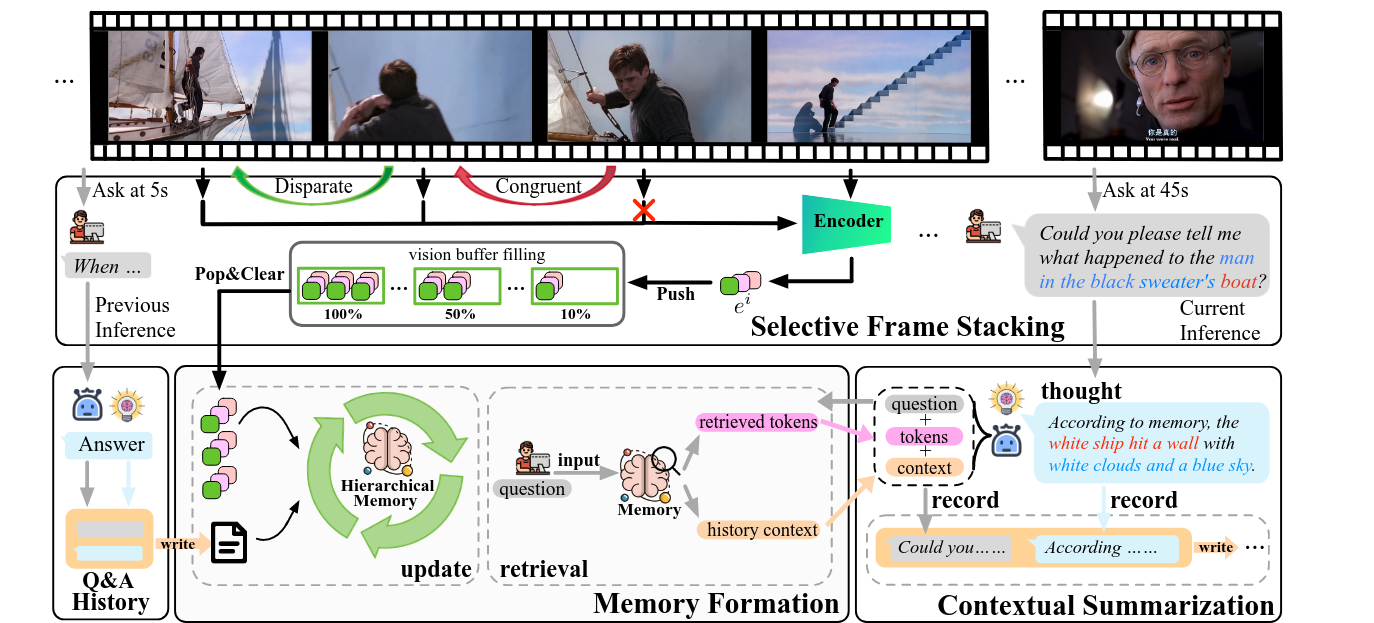 ...
...
你是真的
Ask at 5s
Disparate
Congruent
Ask at 45s
Encoder
...
When ...
Could you please tell me
what happened to the man
in the black sweater's boat?
vision buffer filling
Pop&Clear
...
...
100%
50%
10%
Push
e^i
Previous
Inference
Current
Inference
Selective Frame Stacking
Answer
write
Q&A
History
Hierarchical
Memory
update
input
question
Memory
retrieved tokens
history context
retrieval
Memory Formation
question
+
tokens
+
context
thought
According to memory, the
white ship hit a wall with
white clouds and a blue sky.
record
record
Could you……
According ……
write
...
Contextual Summarization